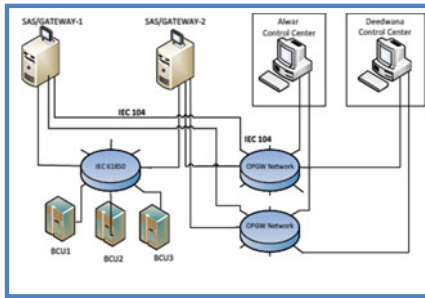 SAS/GATEWAY-1
SAS/GATEWAY-2
Alwar
Control Center
Deedwana
Control Center
IEC 104
IEC 104
IEC 61850
OPGW Network
OPGW Network
BCU1
BCU2
BCU3